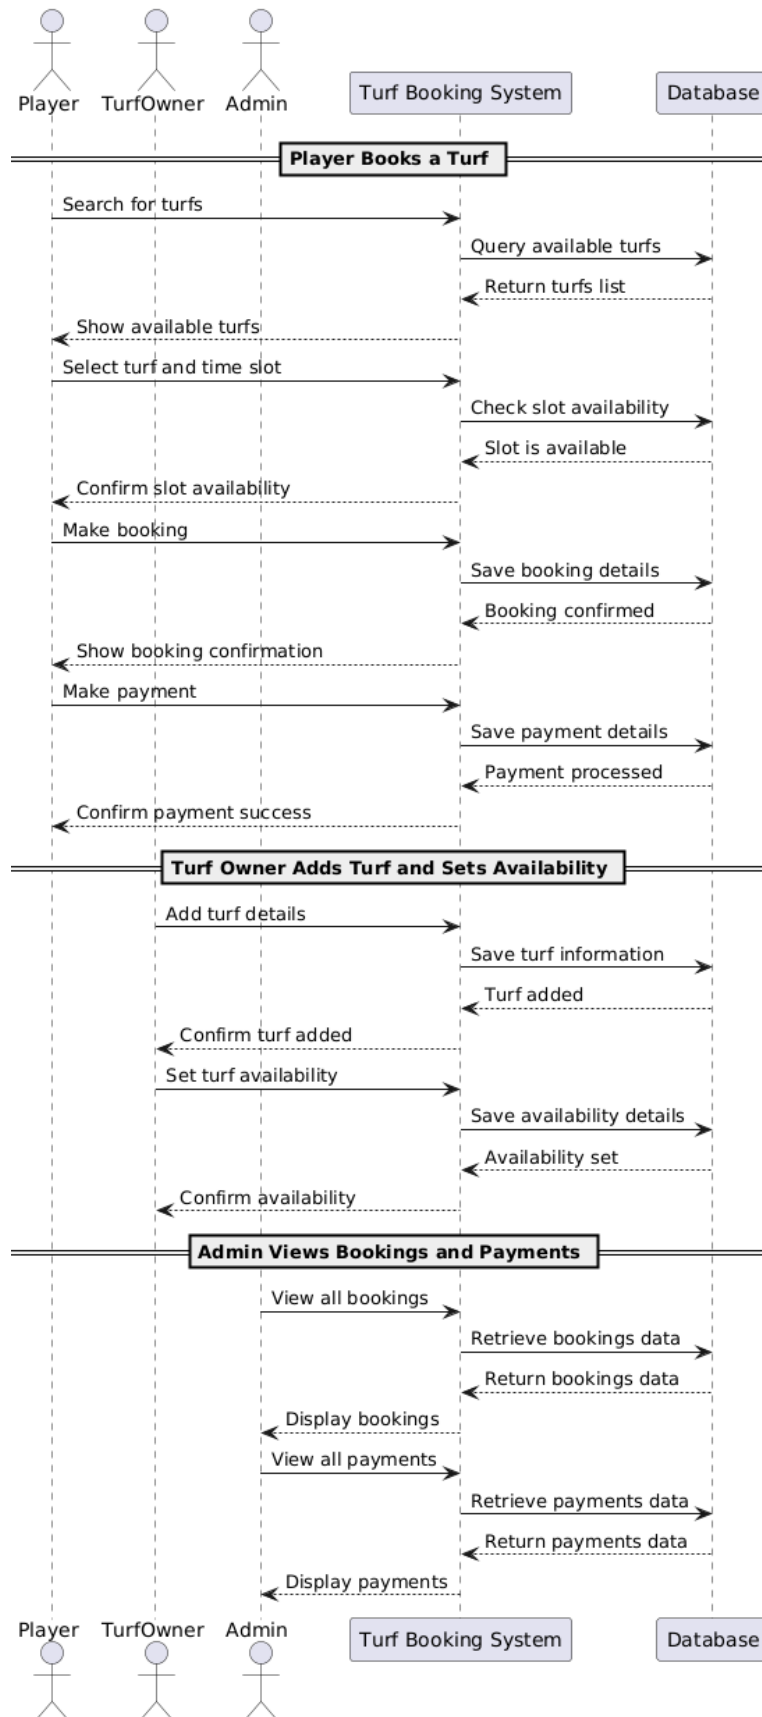 Player TurfOwner Admin Turf Booking System Database
Player Books a Turf
Search for turfs
Query available turfs
Return turfs list
Show available turfs
Select turf and time slot
Check slot availability
Slot is available
Confirm slot availability
Make booking
Save booking details
Booking confirmed
Show booking confirmation
Make payment
Save payment details
Payment processed
Confirm payment success
Turf Owner Adds Turf and Sets Availability
Add turf details
Save turf information
Turf added
Confirm turf added
Set turf availability
Save availability details
Availability set
Confirm availability
Admin Views Bookings and Payments
View all bookings
Retrieve bookings data
Return bookings data
Display bookings
View all payments
Retrieve payments data
Return payments data
Display payments
Player TurfOwner Admin Turf Booking System Database